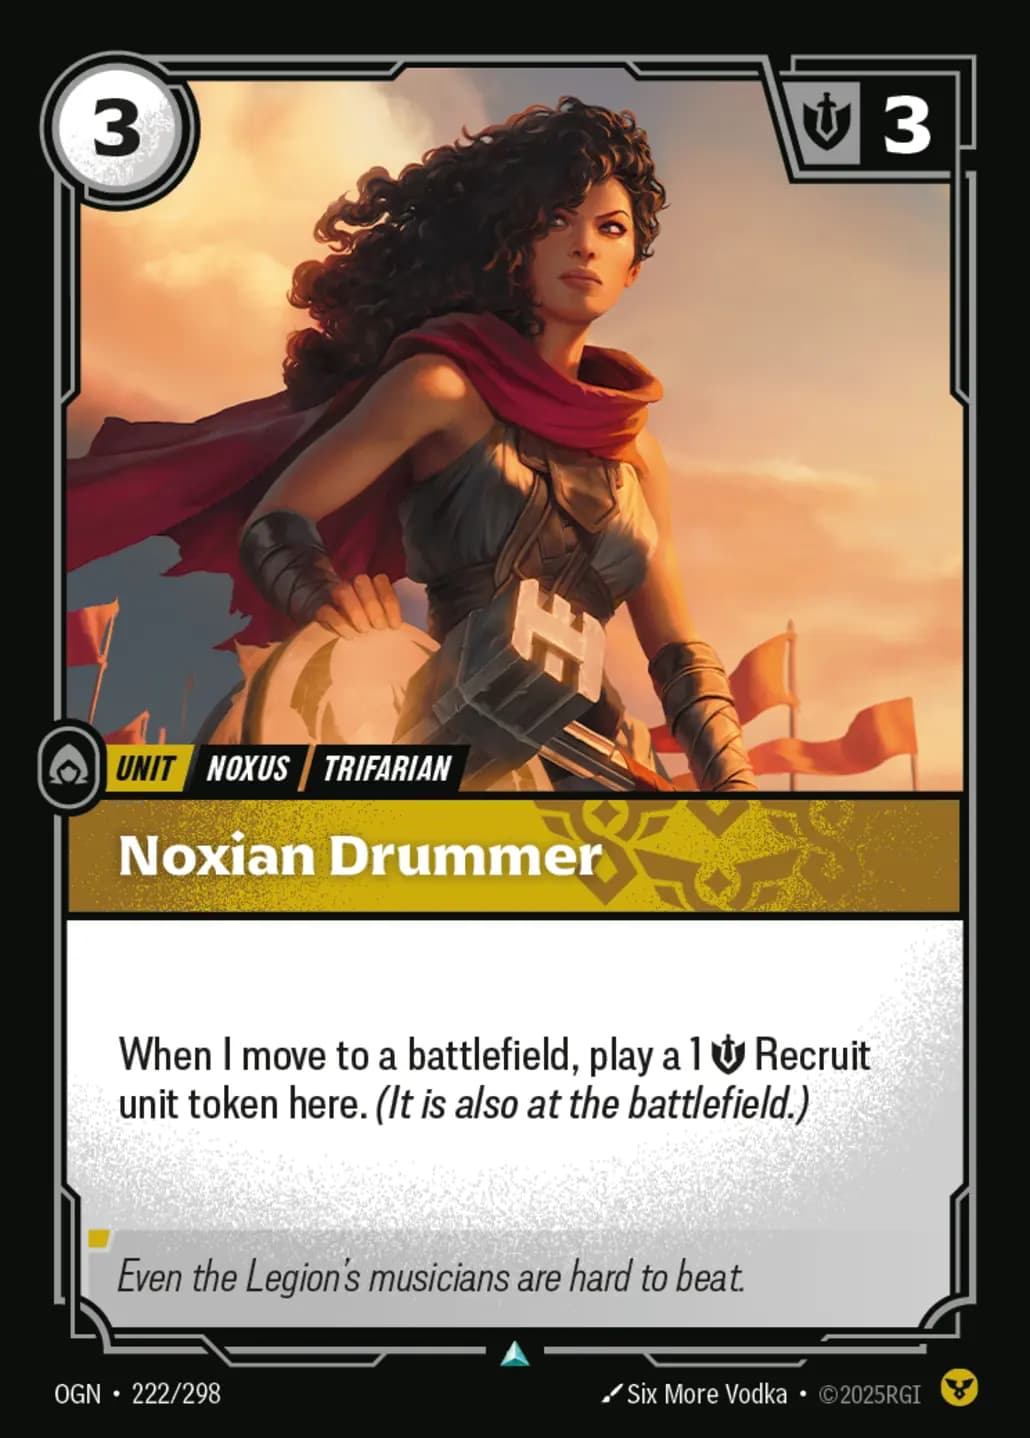 3
3
UNIT NOXUS TRIFARIAN
Noxian Drummer
When I move to a battlefield, play a 1 Recruit
unit token here. (It is also at the battlefield.)
Even the Legion's musicians are hard to beat.
OGN • 222/298 Six More Vodka • ©2025RGI